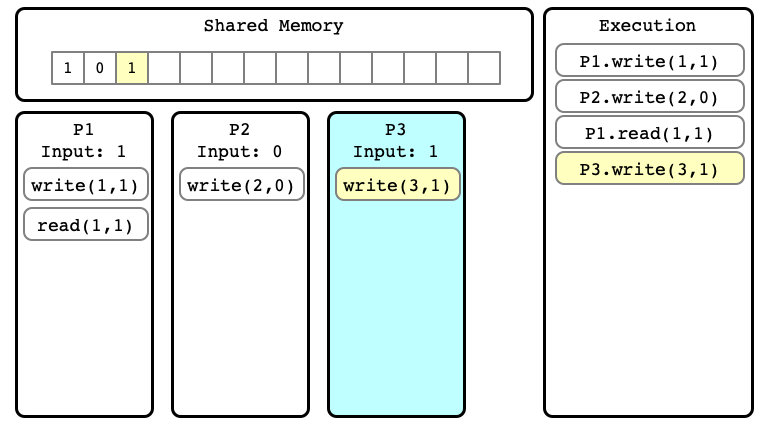 Shared Memory
1 0 1
P1
Input: 1
write(1,1)
read(1,1)
P2
Input: 0
write(2,0)
P3
Input: 1
write(3,1)
Execution
P1.write(1,1)
P2.write(2,0)
P1.read(1,1)
P3.write(3,1)